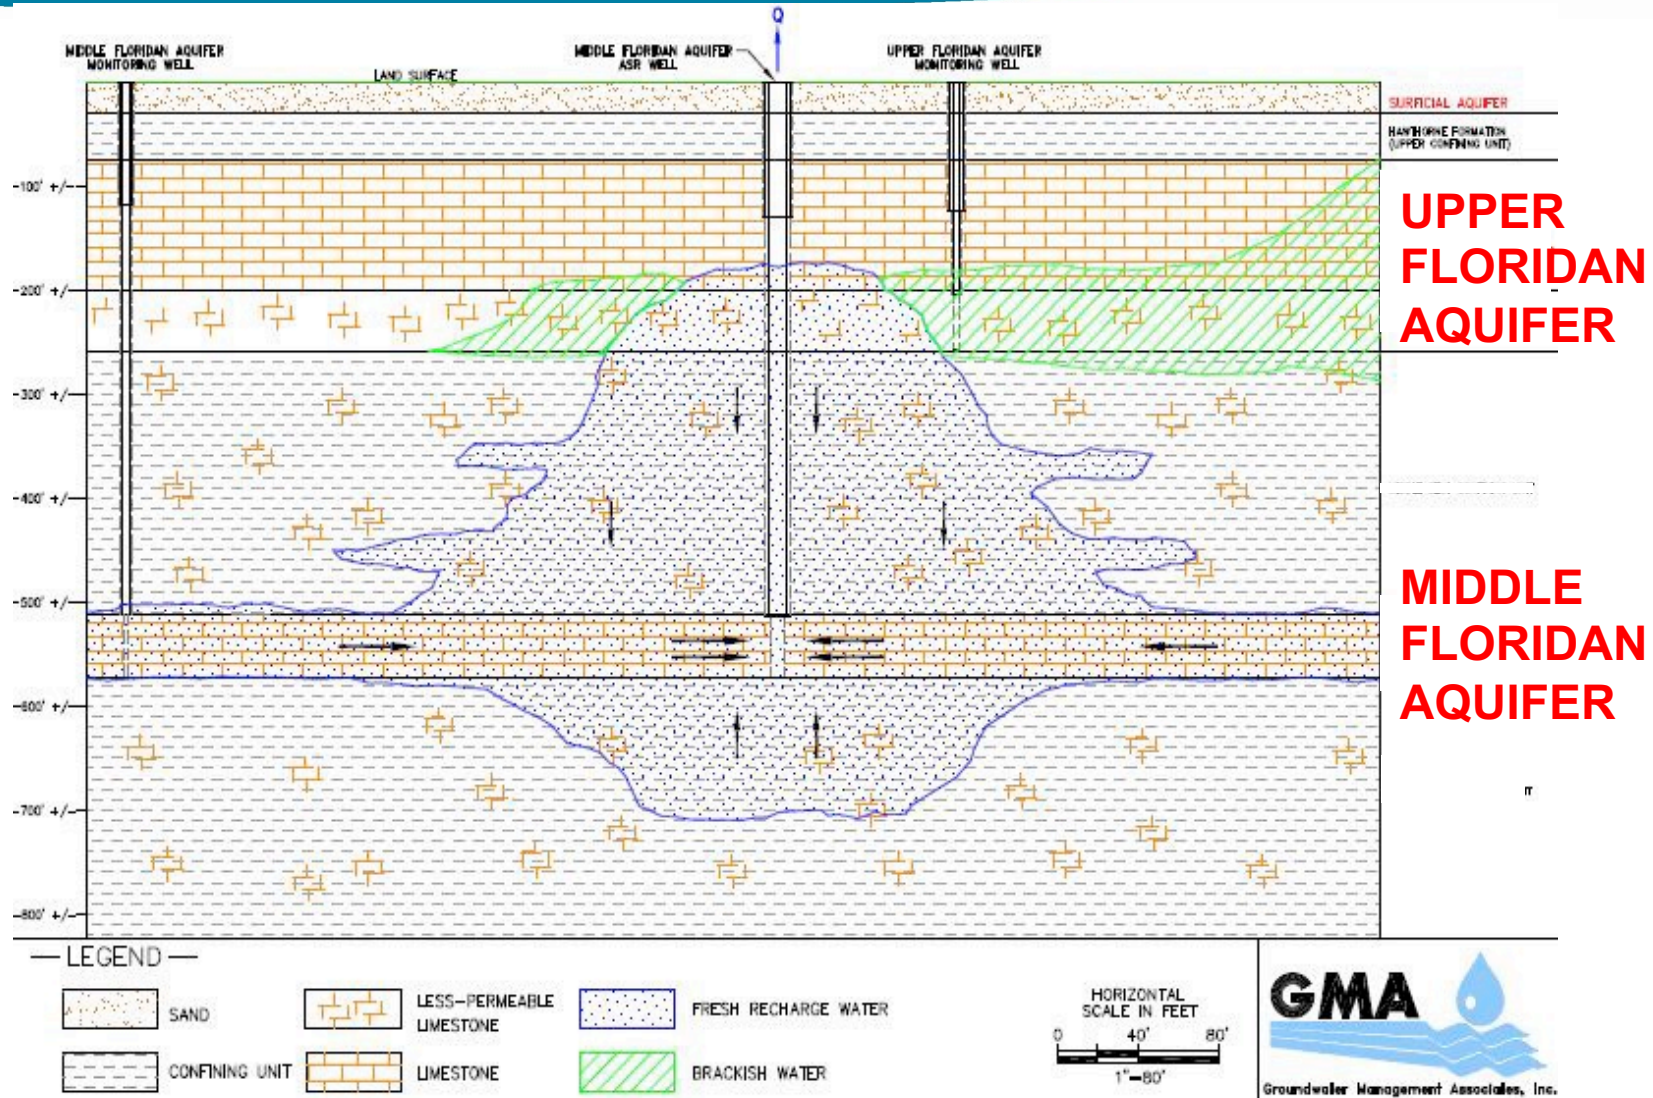 Q
MIDDLE FLORIDAN AQUIFER
MONITORING WELL
LAND SURFACE
MIDDLE FLORIDAN AQUIFER
ASR WELL
UPPER FLORIDAN AQUIFER
MONITORING WELL
SURFICIAL AQUIFER
HAWTHORNE FORMATION
(UPPER CONFINING UNIT)
-100' +/-
-200' +/-
-300' +/-
-400' +/-
-500' +/-
-600' +/-
-700' +/-
-800' +/-
UPPER
FLORIDAN
AQUIFER
MIDDLE
FLORIDAN
AQUIFER
LEGEND
SAND
CONFINING UNIT
LESS-PERMEABLE
LIMESTONE
LIMESTONE
FRESH RECHARGE WATER
BRACKISH WATER
HORIZONTAL
SCALE IN FEET
0 40' 80'
1"=80'
GMA
Groundwater Management Associates, Inc.